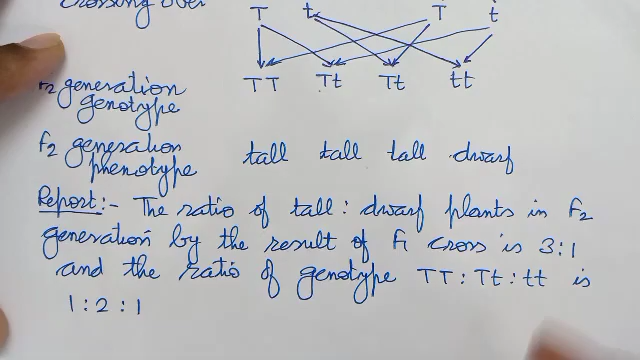 crossing over
T t T t
TT Tt Tt tt
F2 generation
genotype
F2 generation
phenotype tall tall tall dwarf
Report:- The ratio of tall : dwarf plants in F2
generation by the result of F1 cross is 3:1
and the ratio of genotype TT:Tt:tt is
1:2:1